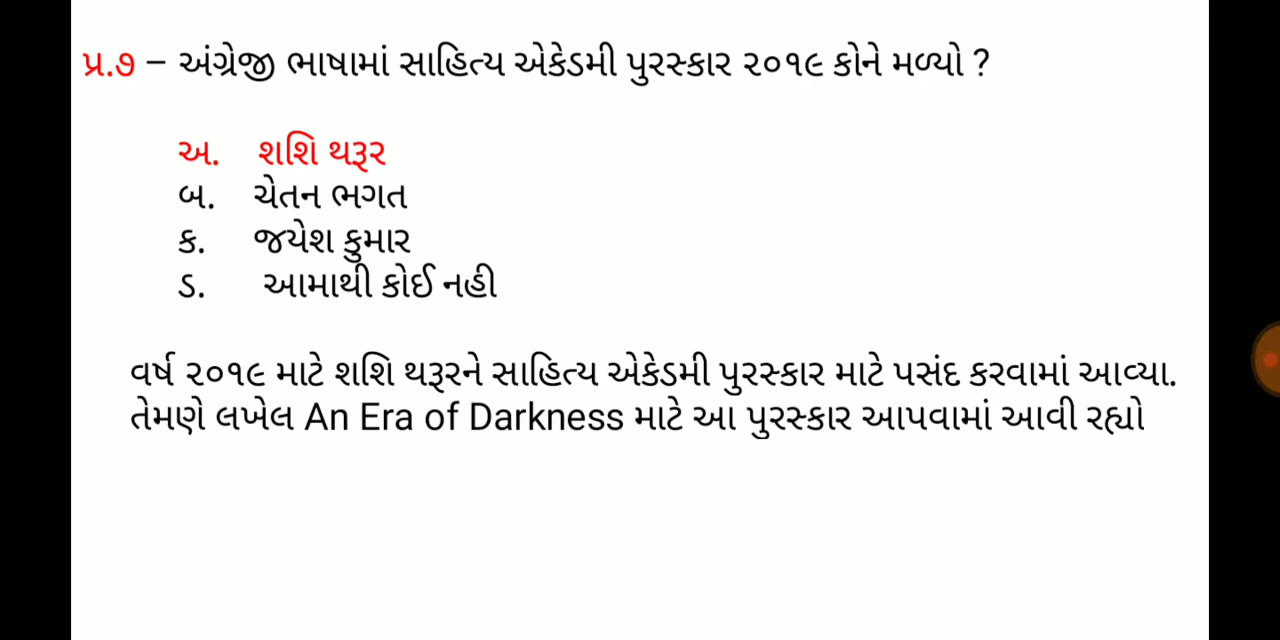 પ્ર.૭ – અંગ્રેજી ભાષામાં સાહિત્ય એકેડમી પુરસ્કાર ૨૦૧૯ કોને મળ્યો ?
અ. શશિ થરૂર
બ. ચેતન ભગત
ક. જયેશ કુમાર
ડ. આમાથી કોઈ નહી
વર્ષ ૨૦૧૯ માટે શશિ થરૂરને સાહિત્ય એકેડમી પુરસ્કાર માટે પસંદ કરવામાં આવ્યા.
તેમણે લખેલ An Era of Darkness માટે આ પુરસ્કાર આપવામાં આવી રહ્યો